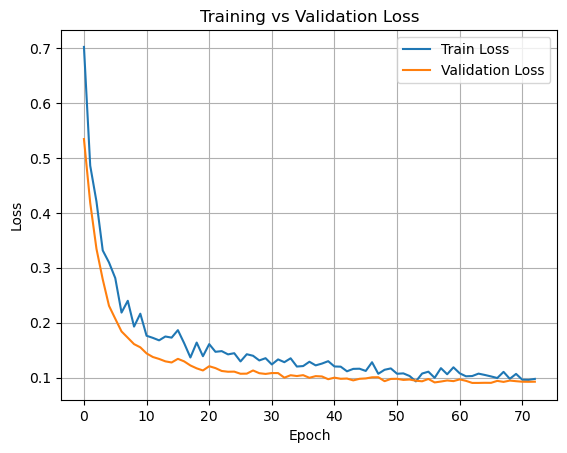 Training vs Validation Loss
Train Loss
Validation Loss
0.7
0.6
0.5
0.4
0.3
0.2
0.1
Loss
0 10 20 30 40 50 60 70
Epoch